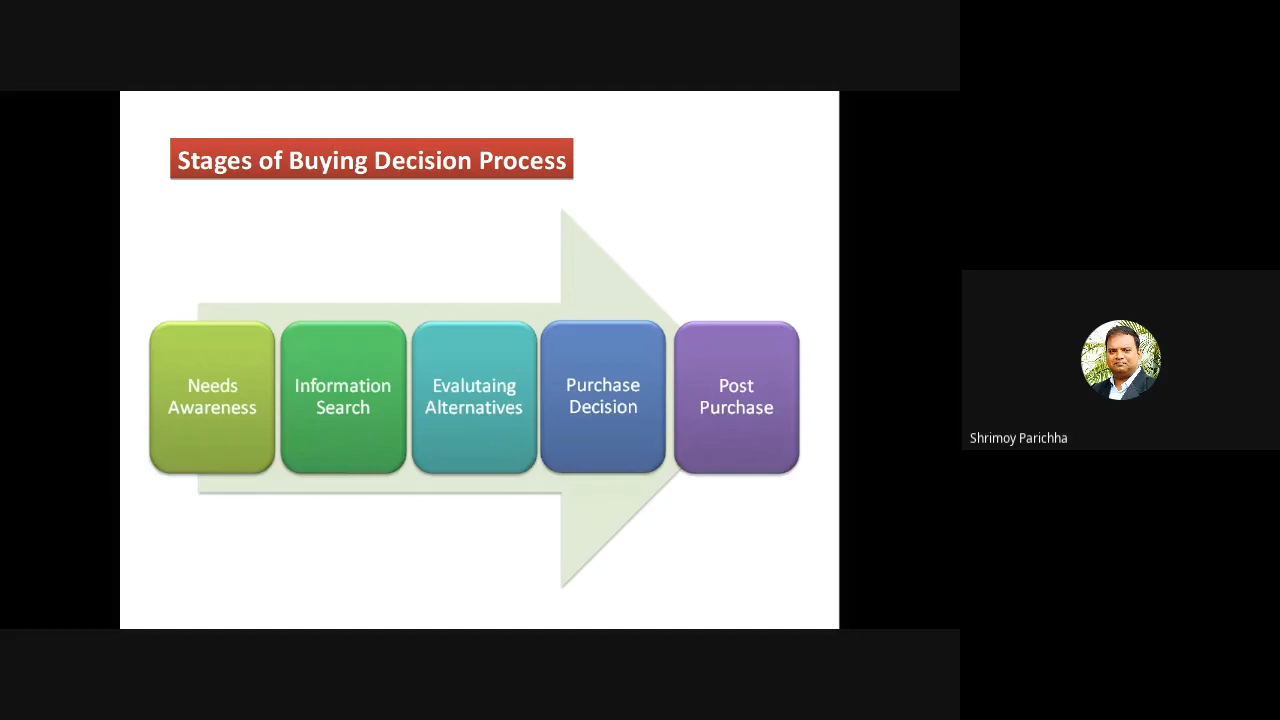 Stages of Buying Decision Process
Needs
Awareness
Information
Search
Evalutaing
Alternatives
Purchase
Decision
Post
Purchase
Shrimoy Parichha